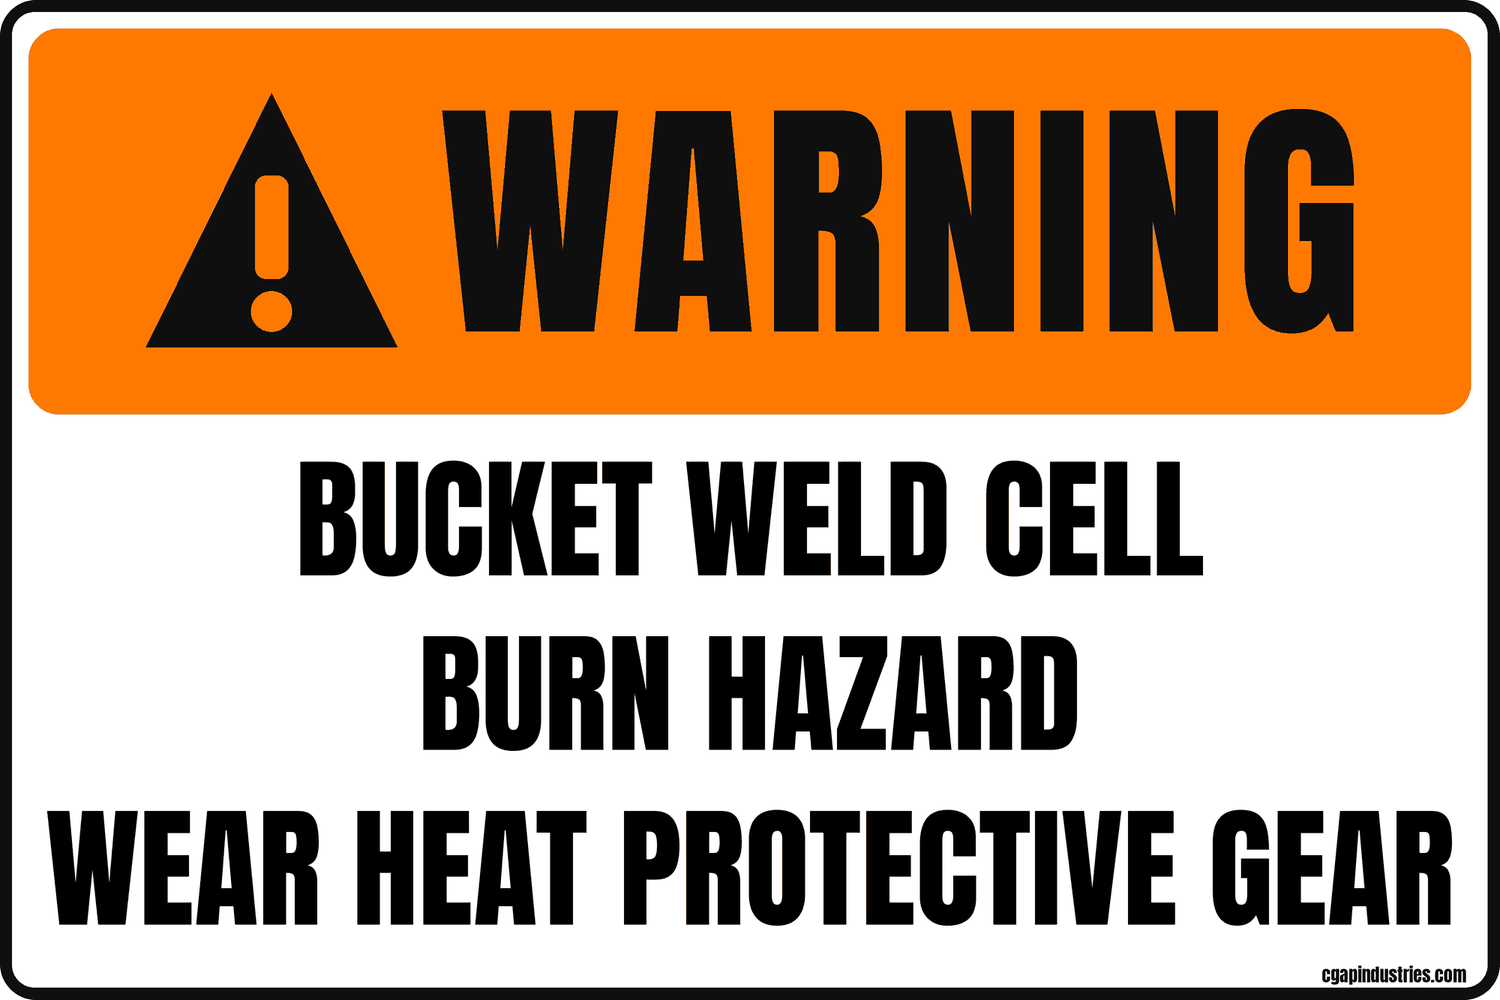 WARNING
BUCKET WELD CELL
BURN HAZARD
WEAR HEAT PROTECTIVE GEAR
cgapindustries.com